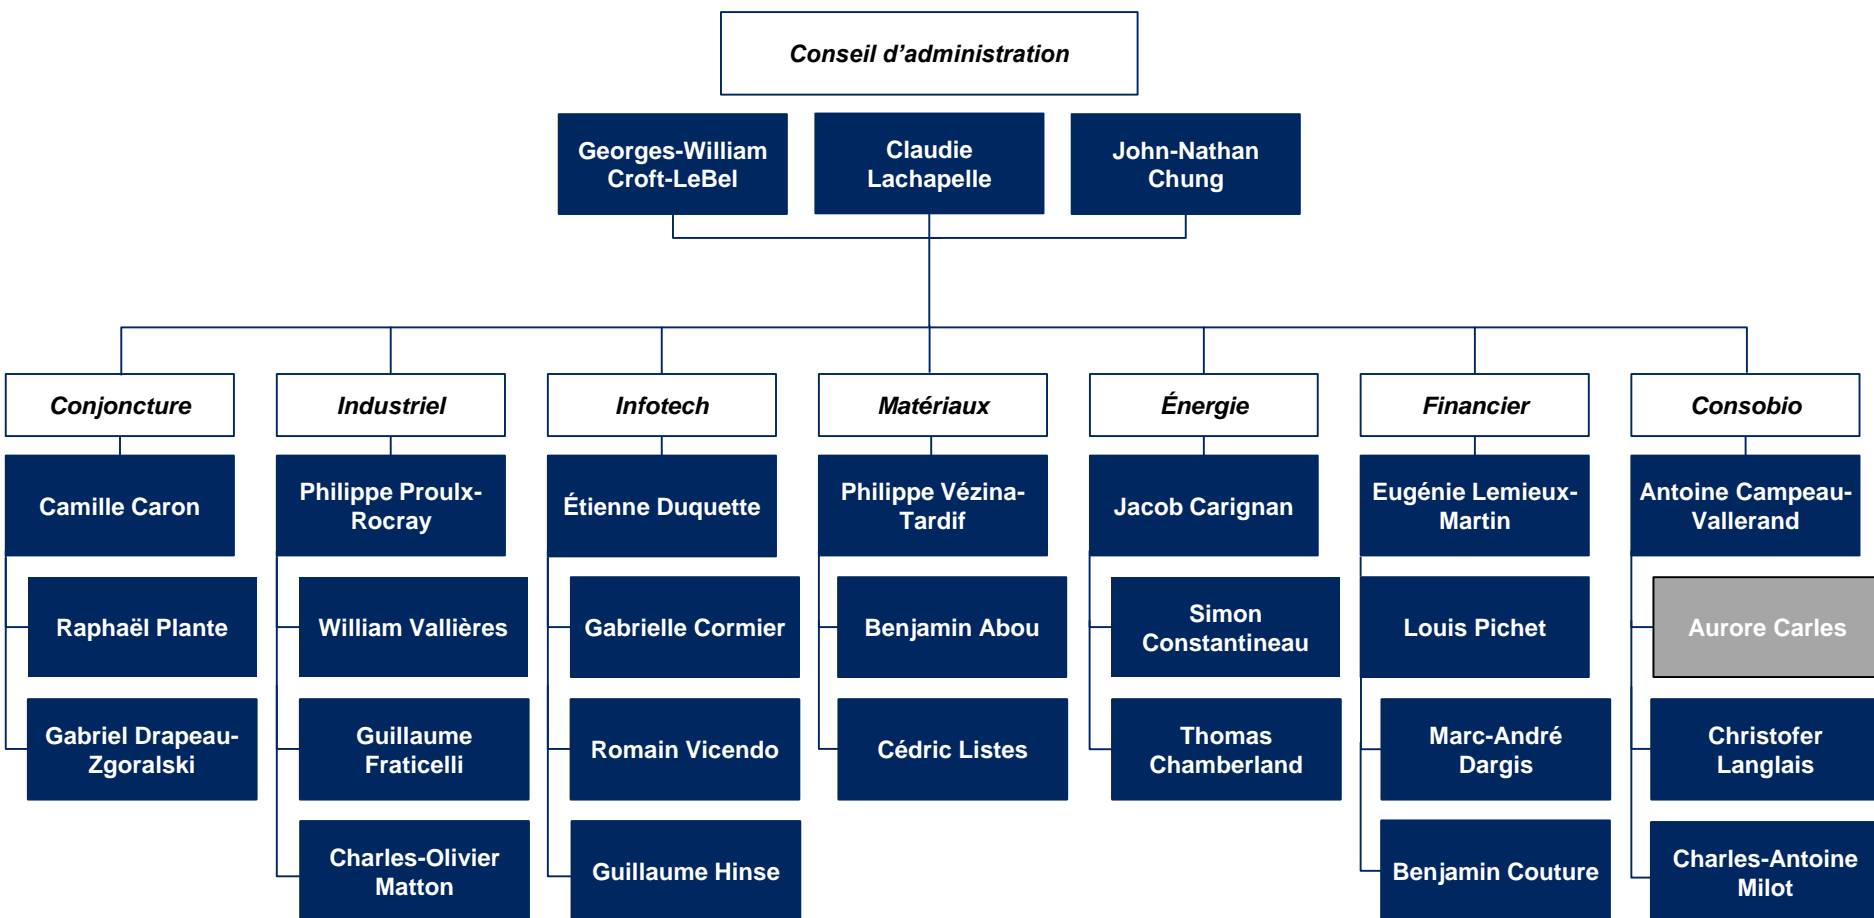 Conseil d’administration
Georges-William
Croft-LeBel
Claudie
Lachapelle
John-Nathan
Chung
Conjoncture
Industriel
Infotech
Matériaux
Énergie
Financier
Consobio
Camille Caron
Philippe Proulx-
Rocray
Étienne Duquette
Philippe Vézina-
Tardif
Jacob Carignan
Eugénie Lemieux-
Martin
Antoine Campeau-
Vallerand
Raphaël Plante
William Vallières
Gabrielle Cormier
Benjamin Abou
Simon
Constantineau
Louis Pichet
Aurore Carles
Gabriel Drapeau-
Zgoralski
Guillaume
Fraticelli
Romain Vicendo
Cédric Listes
Thomas
Chamberland
Marc-André
Dargis
Christofer
Langlais
Charles-Olivier
Matton
Guillaume Hinse
Benjamin Couture
Charles-Antoine
Milot